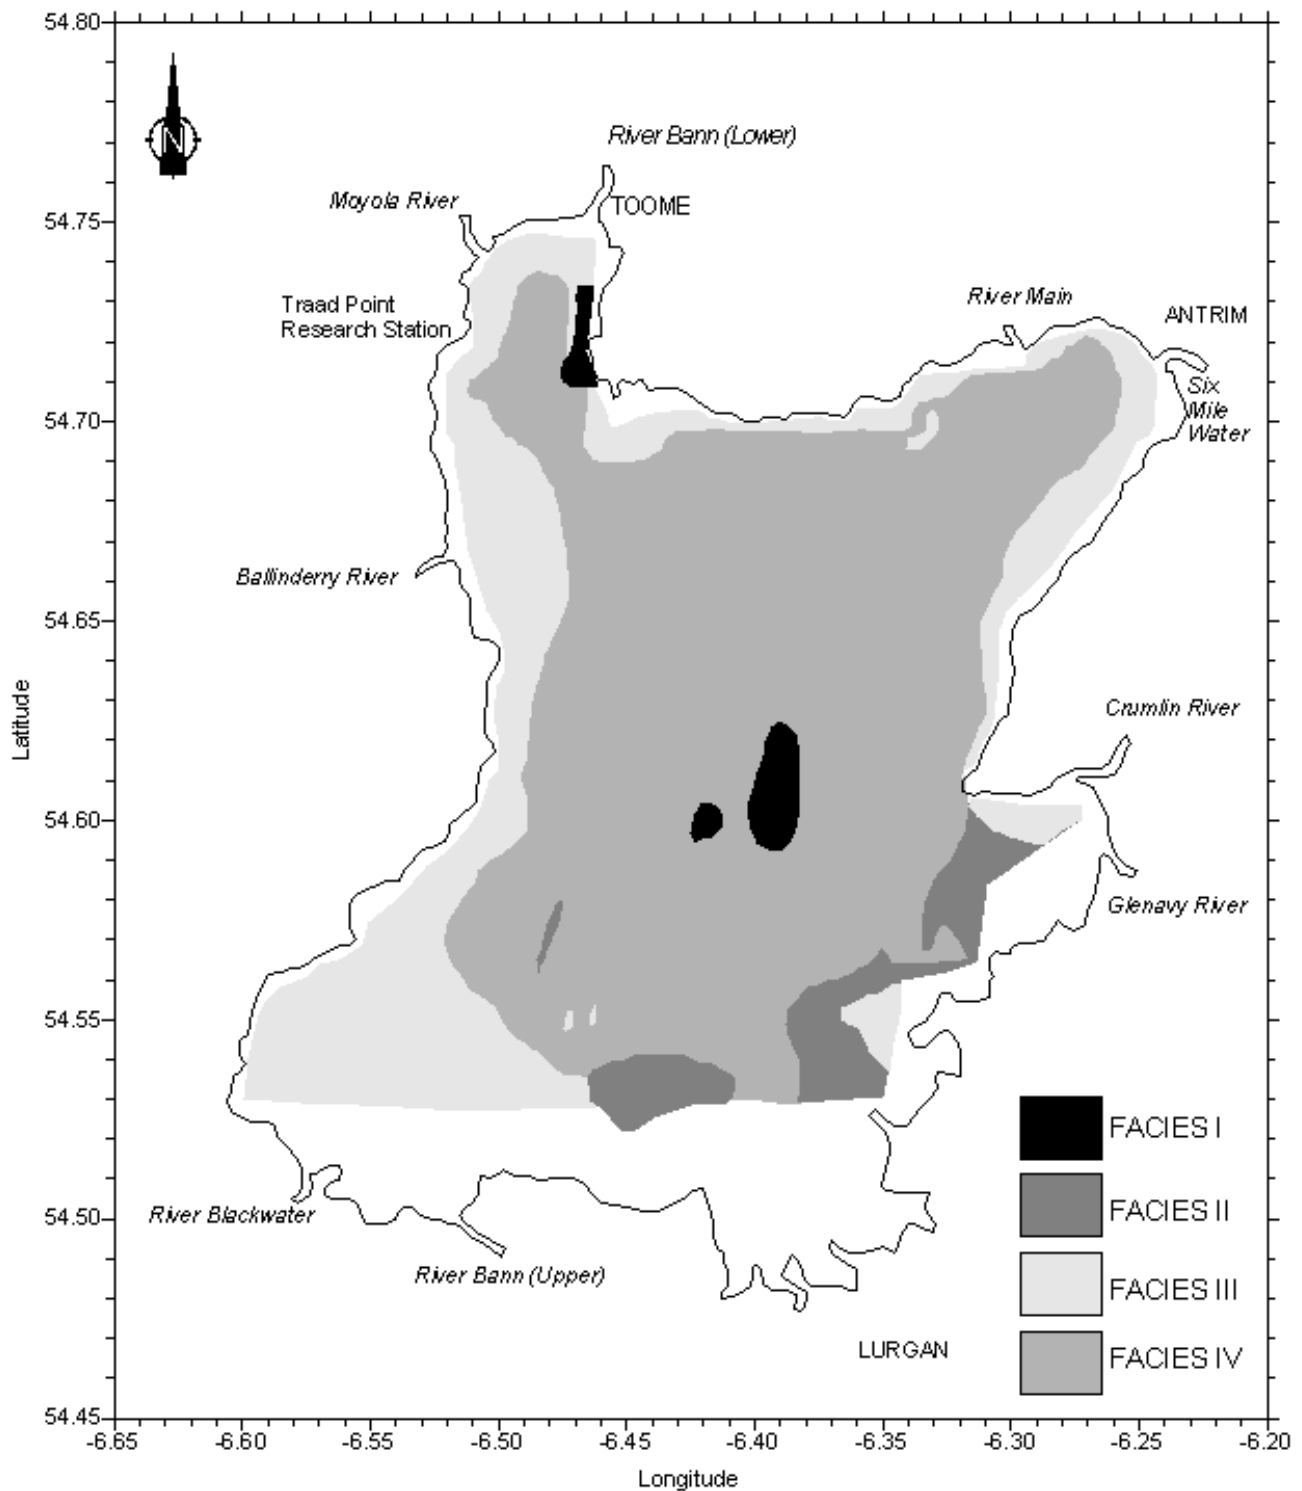 54.80
N
River Bann (Lower)
Moyola River
TOOME
54.75
Traad Point
Research Station
River Main
ANTRIM
Six
Mile
Water
54.70
Ballinderry River
54.65
Latitude
Crumlin River
54.60
Glenavy River
54.55
FACIES I
54.50
River Blackwater
FACIES II
River Bann (Upper)
FACIES III
LURGAN
FACIES IV
54.45
-6.65 -6.60 -6.55 -6.50 -6.45 -6.40 -6.35 -6.30 -6.25 -6.20
Longitude